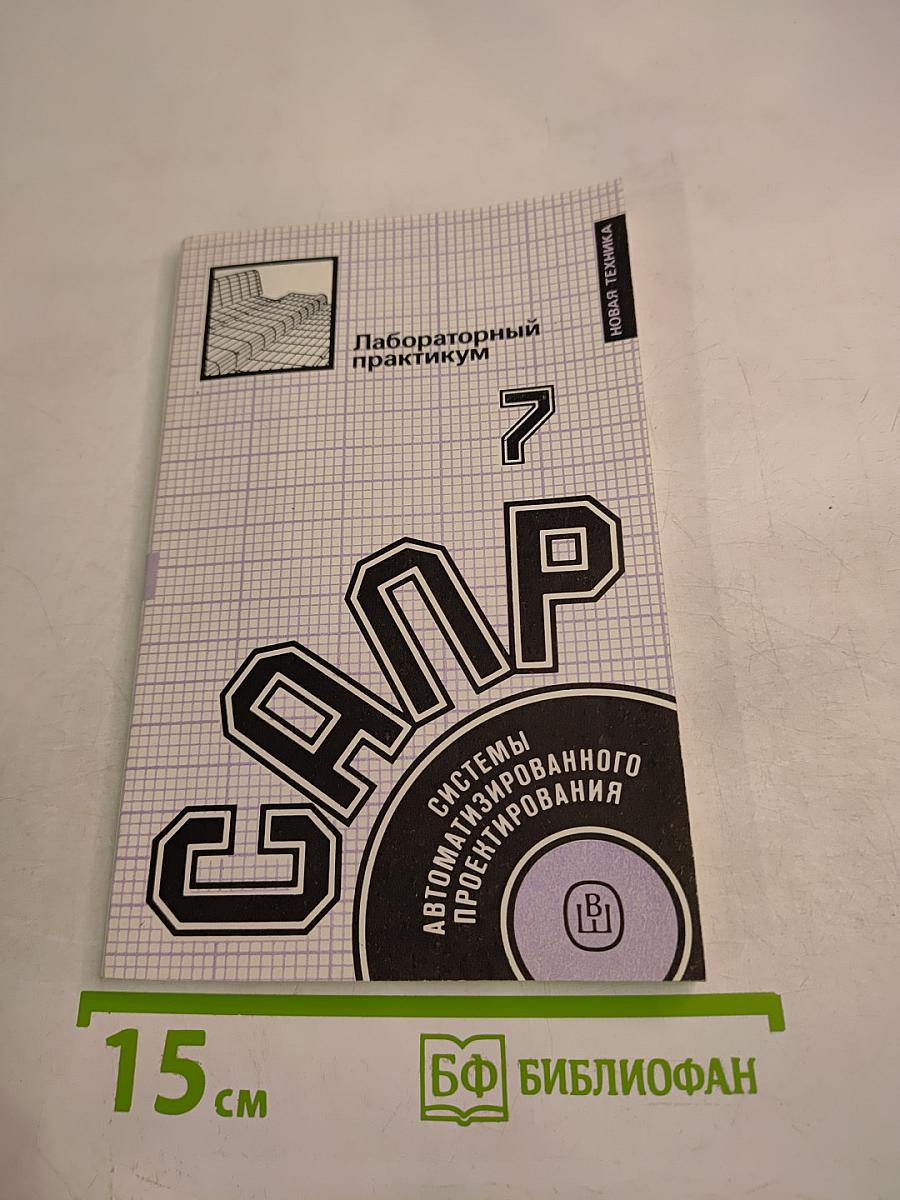 НОВАЯ ТЕХНИКА
Лабораторный
практикум
7
САПР
СИСТЕМЫ
АВТОМАТИЗИРОВАННОГО
ПРОЕКТИРОВАНИЯ
ВШ
15 см
БФ БИБЛИОФАН